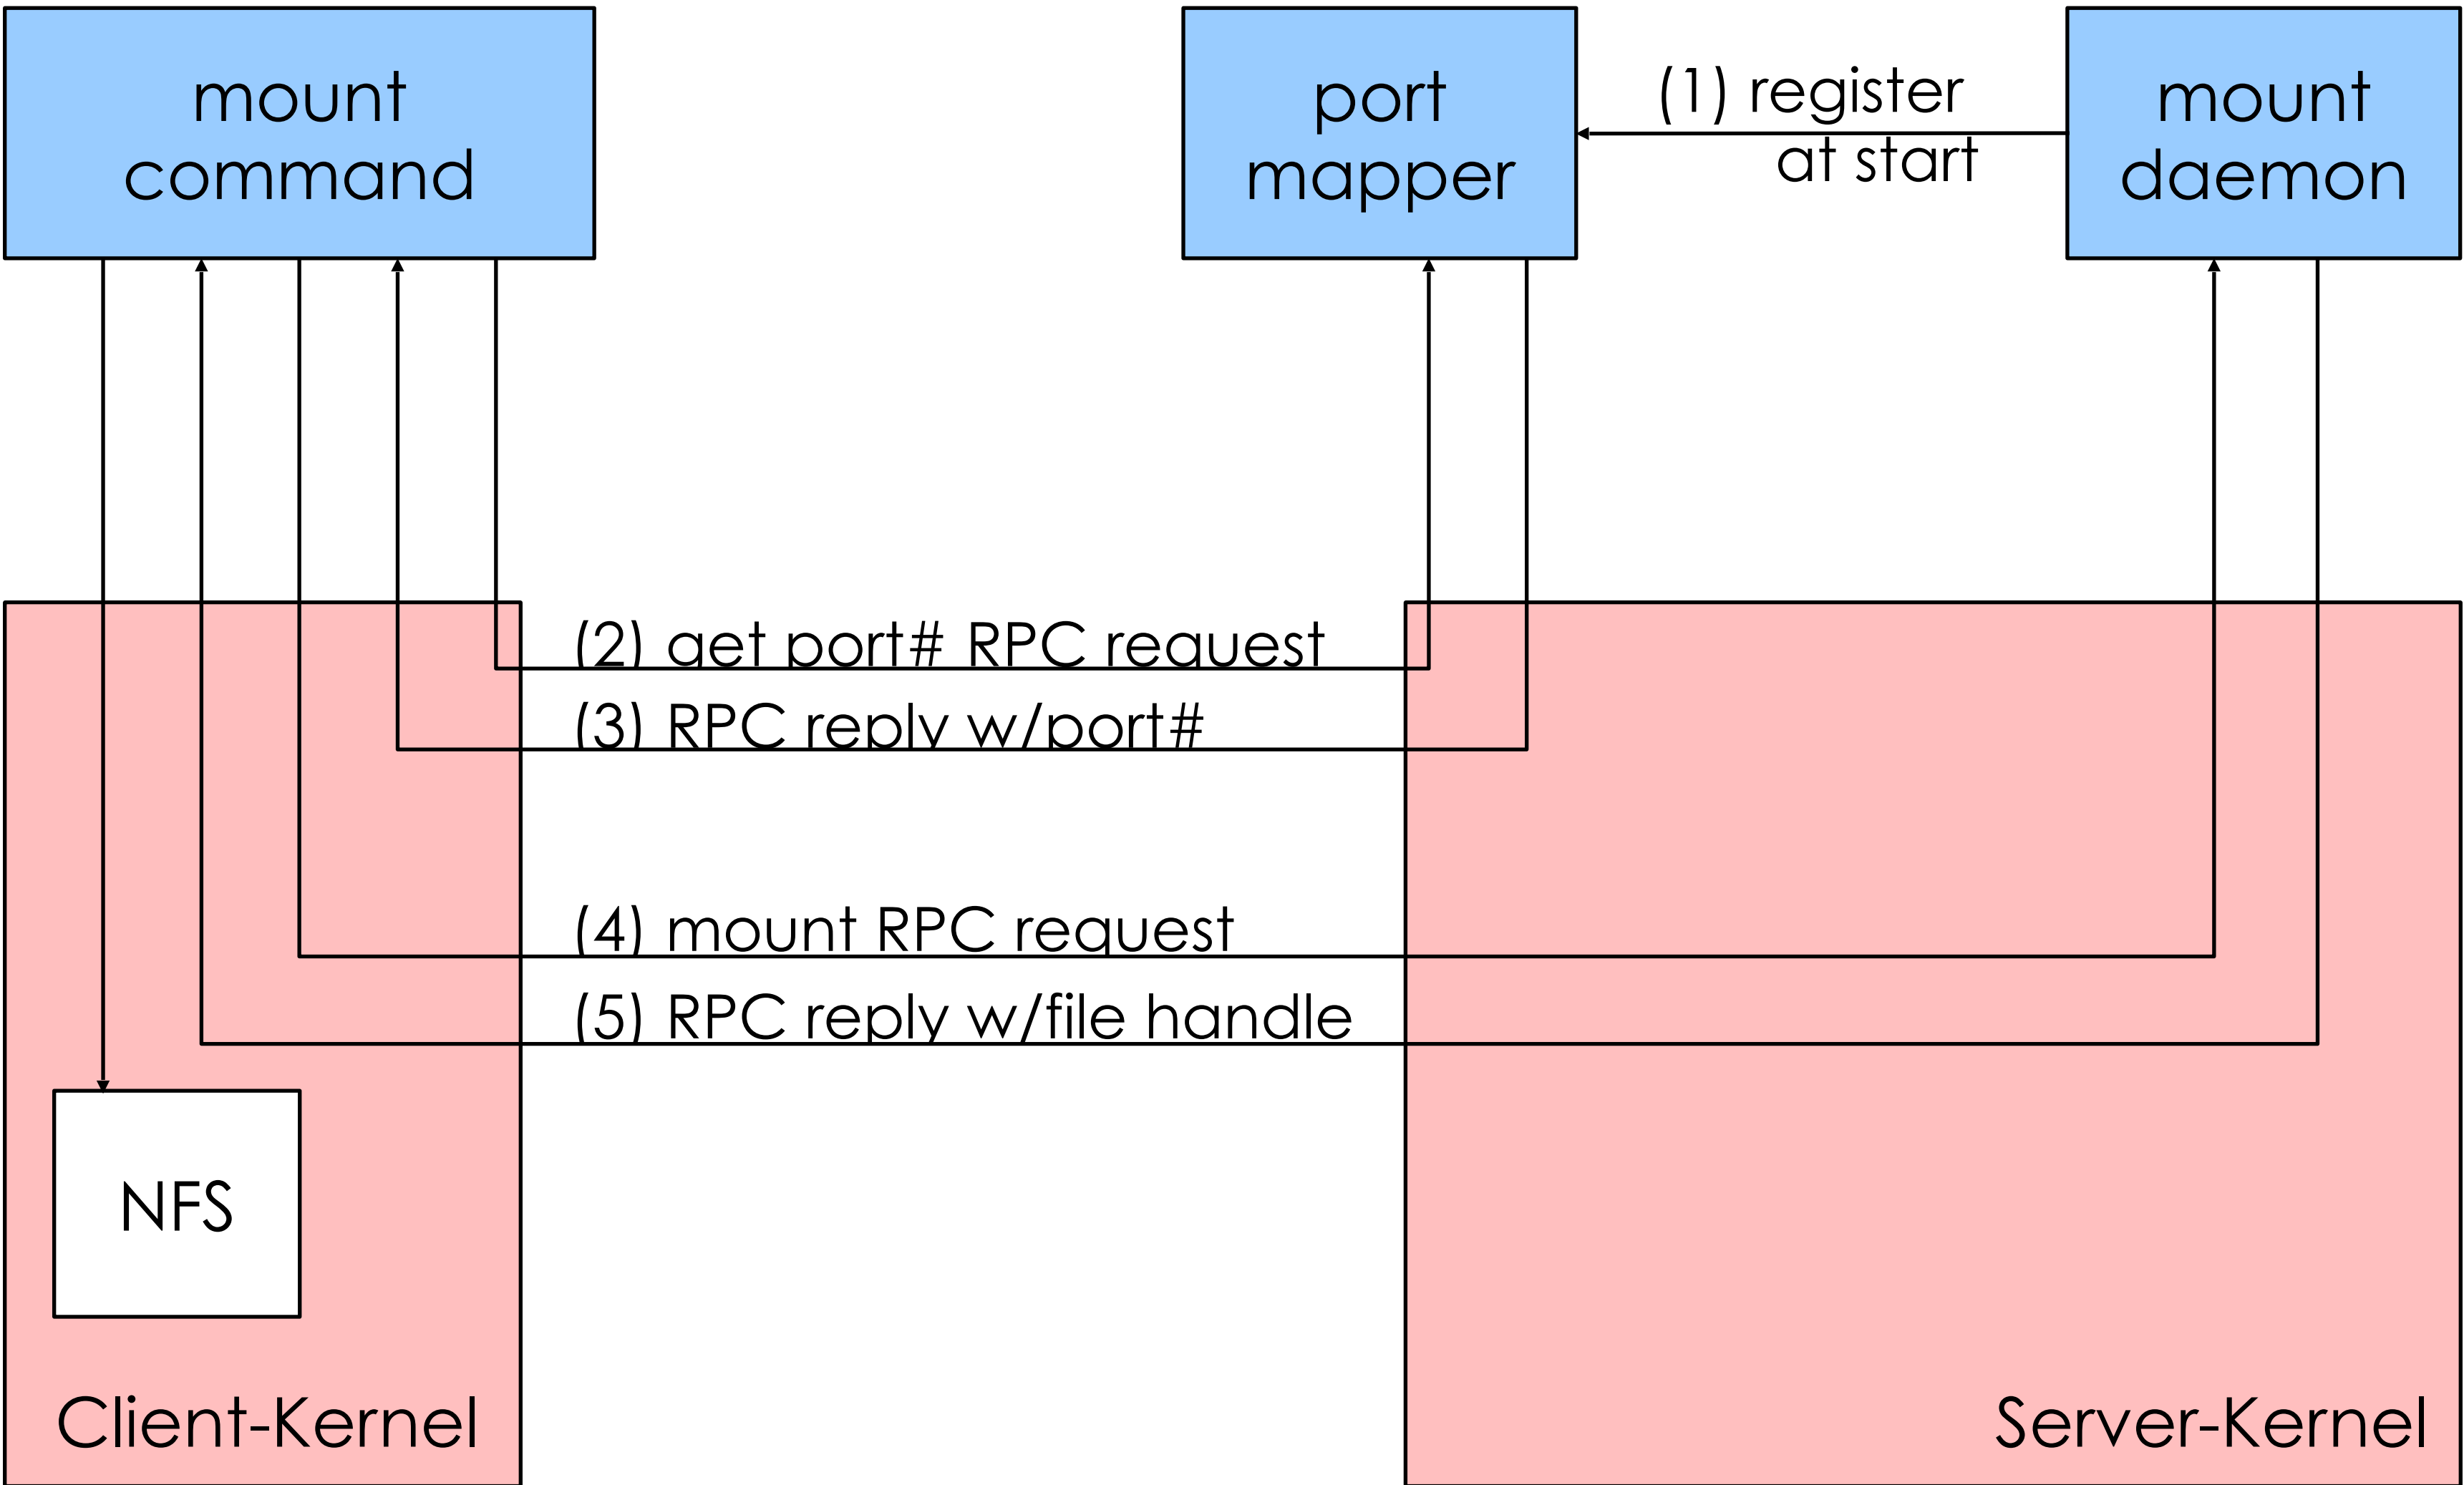 mount
command
port
mapper
(1) register
at start
mount
daemon
(2) get port# RPC request
(3) RPC reply w/port#
(4) mount RPC request
(5) RPC reply w/file handle
NFS
Client-Kernel
Server-Kernel